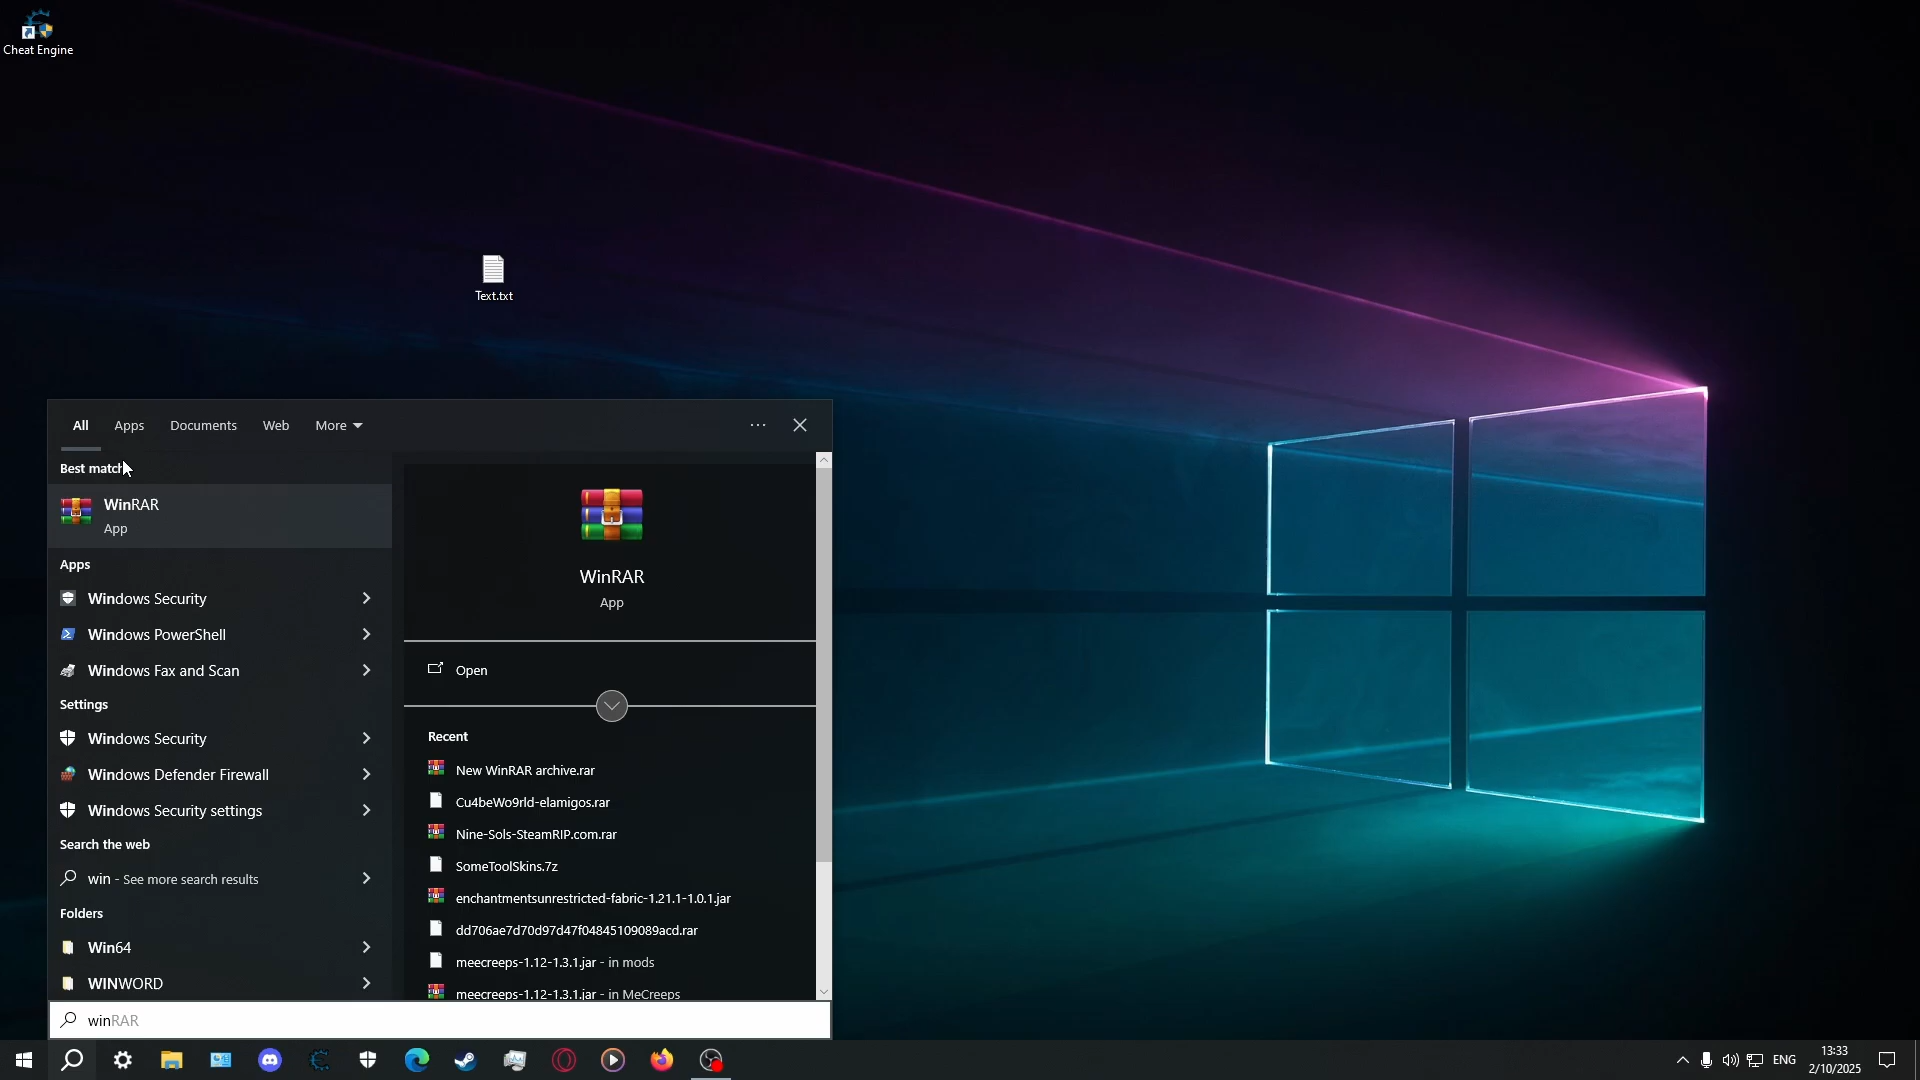 Cheat Engine
Text.txt
All Apps Documents Web More
Best match
WinRAR
App
Apps
Windows Security
Windows PowerShell
Windows Fax and Scan
Settings
Windows Security
Windows Defender Firewall
Windows Security settings
Search the web
win - See more search results
Folders
Win64
WINWORD
WinRAR
App
Open
Recent
New WinRAR archive.rar
Cu4beWo9rld-elamigos.rar
Nine-Sols-SteamRIP.com.rar
SomeToolSkins.7z
enchantmentsunrestricted-fabric-1.21.1-1.0.1.jar
dd706ae7d70d97d47f04845109089acd.rar
meecreeps-1.12-1.3.1.jar - in mods
meecreeps-1.12-1.3.1.jar - in MeCreeps
winRAR
ENG
13:33
2/10/2025